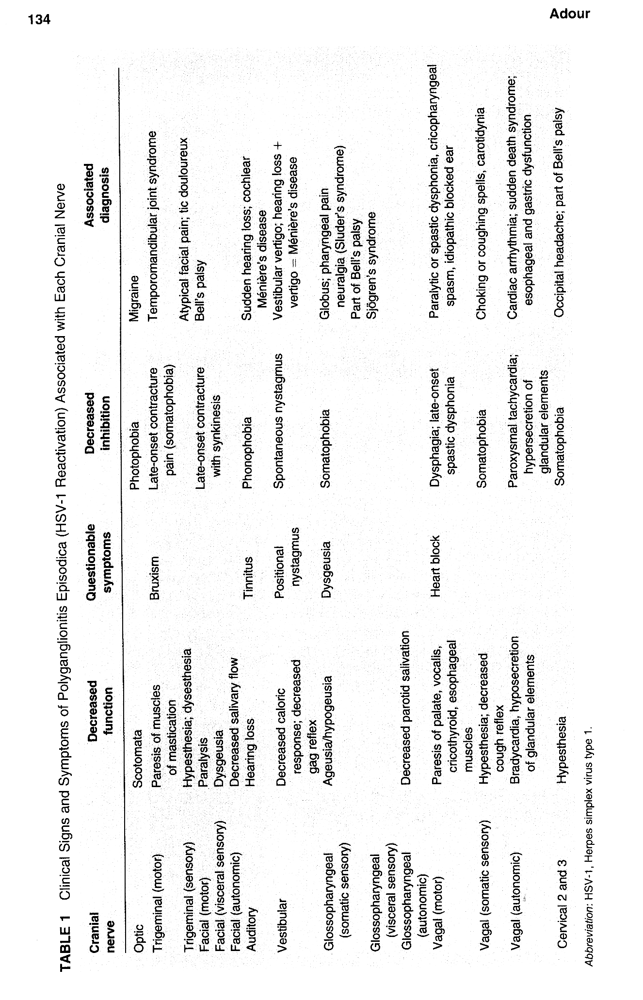 134
Adour
TABLE 1 Clinical Signs and Symptoms of Polyganglionitis Episodica (HSV-1 Reactivation) Associated with Each Cranial Nerve
Cranial nerve | Decreased function | Questionable symptoms | Decreased inhibition | Associated diagnosis
Optic | Scotomata | | Photophobia | Migraine
Trigeminal (motor) | Paresis of muscles | Bruxism | Late-onset contracture | Temporomandibular joint syndrome
of mastication | | pain (somatophobia)
Trigeminal (sensory) | Hypesthesia; dysesthesia | | | Atypical facial pain; tic douloureux
Facial (motor) | Paralysis | | Late-onset contracture | Bell's palsy
Facial (visceral sensory) | Dysgeusia | | with synkinesis
Facial (autonomic) | Decreased salivary flow
Auditory | Hearing loss | Tinnitus | Phonophobia | Sudden hearing loss; cochlear
Ménière's disease
Vestibular | Decreased caloric | Positional | Spontaneous nystagmus | Vestibular vertigo; hearing loss +
response; decreased | nystagmus | | vertigo = Ménière's disease
gag reflex
Glossopharyngeal | Ageusia/hypogeusia | Dysgeusia | Somatophobia | Globus; pharyngeal pain
(somatic sensory) | | | neuralgia (Sluder's syndrome)
Part of Bell's palsy
Glossopharyngeal | | | | Sjögren's syndrome
(visceral sensory)
Glossopharyngeal | Decreased parotid salivation
(autonomic)
Vagal (motor) | Paresis of palate, vocalis, | Heart block | Dysphagia; late-onset | Paralytic or spastic dysphonia, cricopharyngeal
cricothyroid, esophageal | | spastic dysphonia | spasm, idiopathic blocked ear
muscles
Vagal (somatic sensory) | Hypesthesia; decreased | | Somatophobia | Choking or coughing spells, carotidynia
cough reflex
Vagal (autonomic) | Bradycardia, hyposecretion | | Paroxysmal tachycardia; | Cardiac arrhythmia; sudden death syndrome;
of glandular elements | | hypersecretion of | esophageal and gastric dysfunction
glandular elements
Cervical 2 and 3 | Hypesthesia | | Somatophobia | Occipital headache; part of Bell's palsy
Abbreviation: HSV-1, Herpes simplex virus type 1.